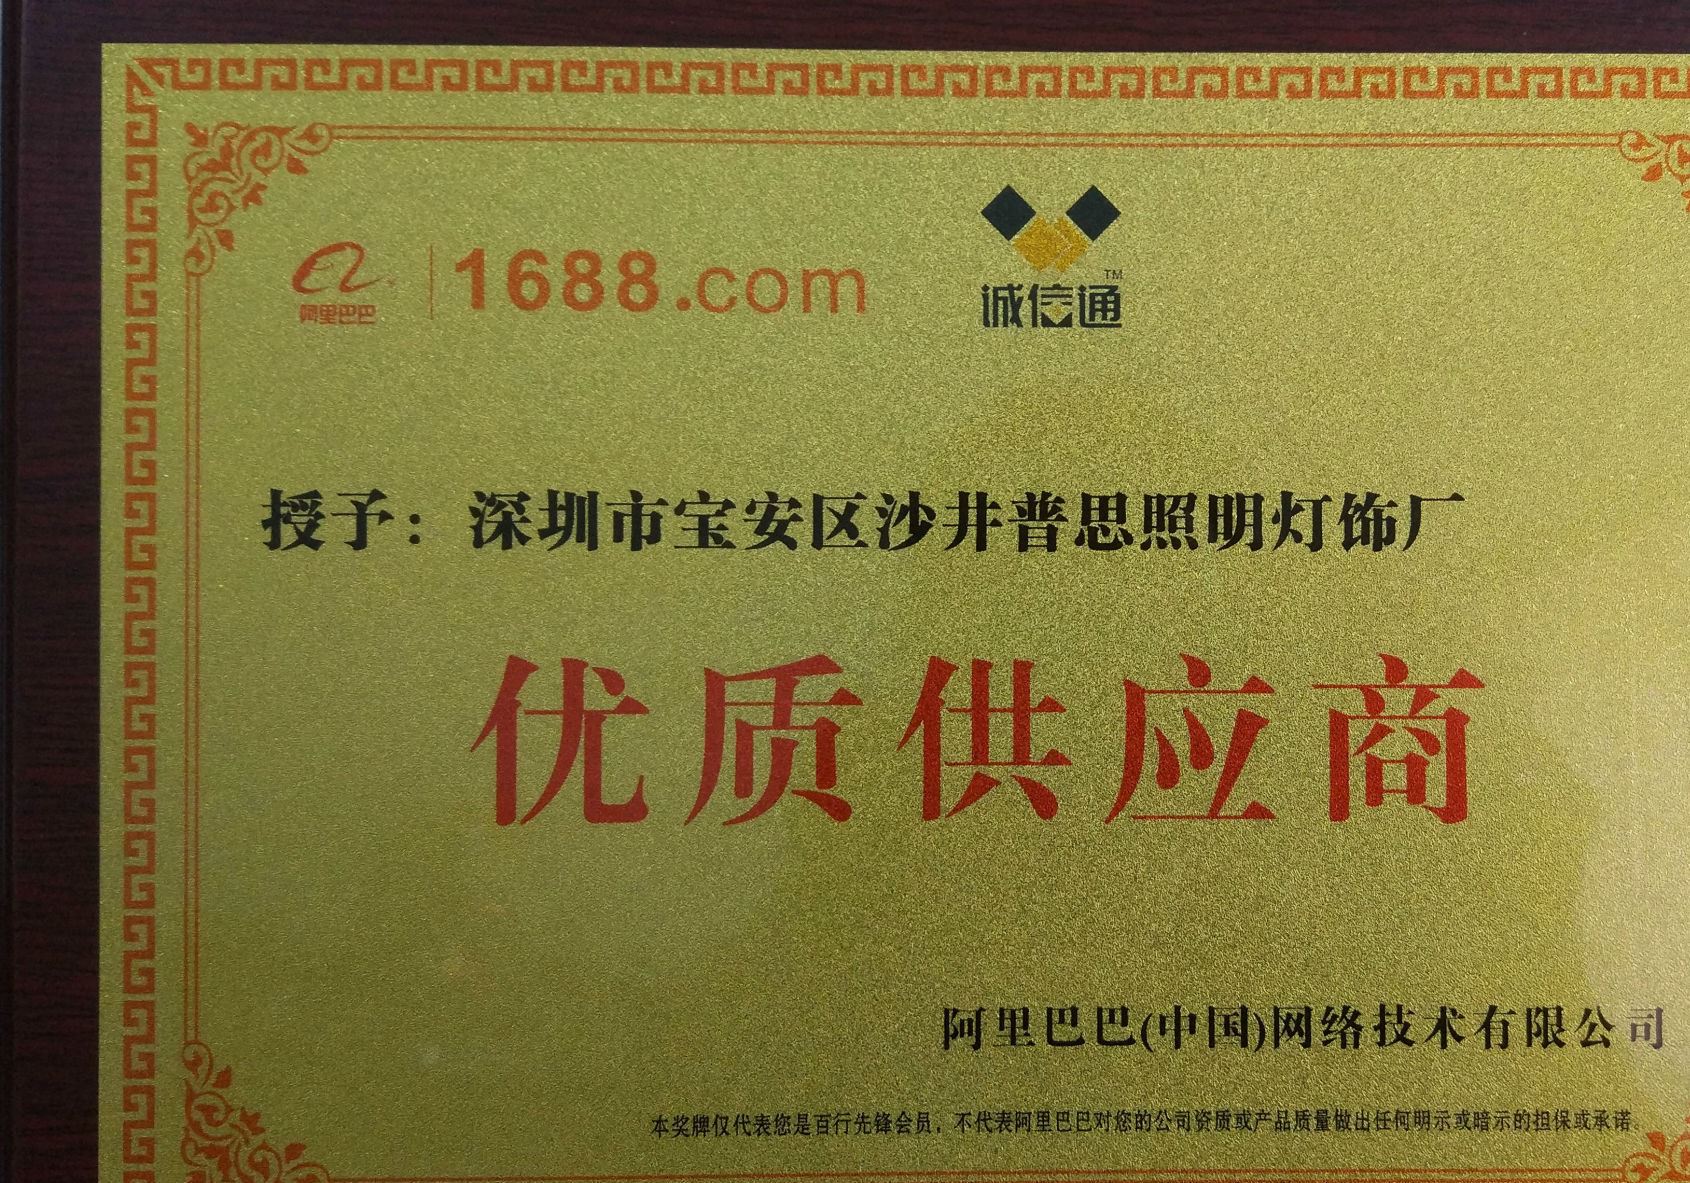 阿里巴巴 1688.com
诚信通™
授予：深圳市宝安区沙井普思照明灯饰厂
优质供应商
阿里巴巴(中国)网络技术有限公司
本奖牌仅代表您是百行先锋会员，不代表阿里巴巴对您的公司资质或产品质量做出任何明示或暗示的担保或承诺。